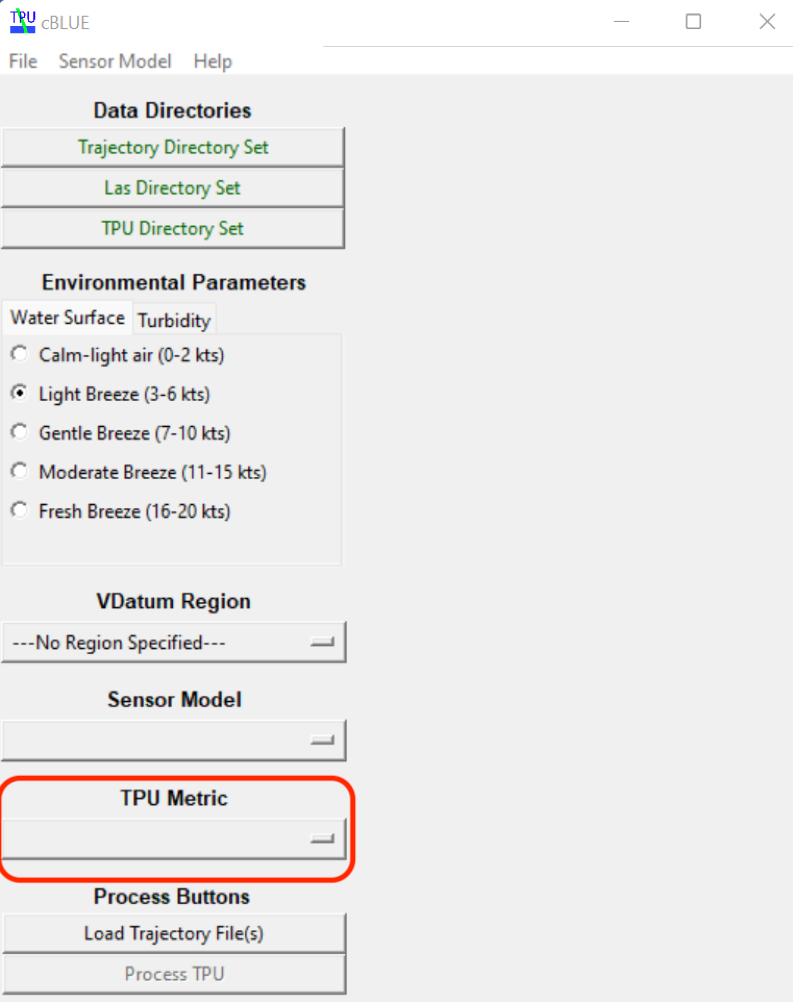 TPU cBLUE
File Sensor Model Help
Data Directories
Trajectory Directory Set
Las Directory Set
TPU Directory Set
Environmental Parameters
Water Surface Turbidity
Calm-light air (0-2 kts)
Light Breeze (3-6 kts)
Gentle Breeze (7-10 kts)
Moderate Breeze (11-15 kts)
Fresh Breeze (16-20 kts)
VDatum Region
---No Region Specified---
Sensor Model
TPU Metric
Process Buttons
Load Trajectory File(s)
Process TPU